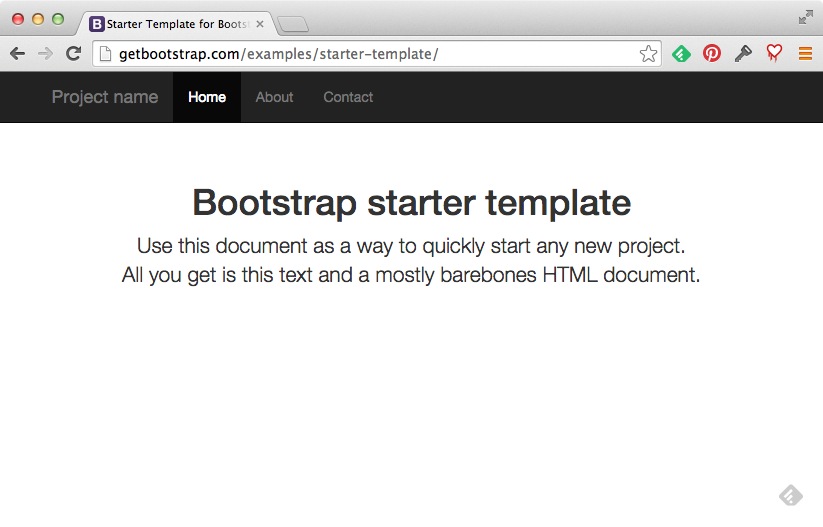 B Starter Template for Boots
getbootstrap.com/examples/starter-template/
Project name Home About Contact
Bootstrap starter template
Use this document as a way to quickly start any new project.
All you get is this text and a mostly barebones HTML document.